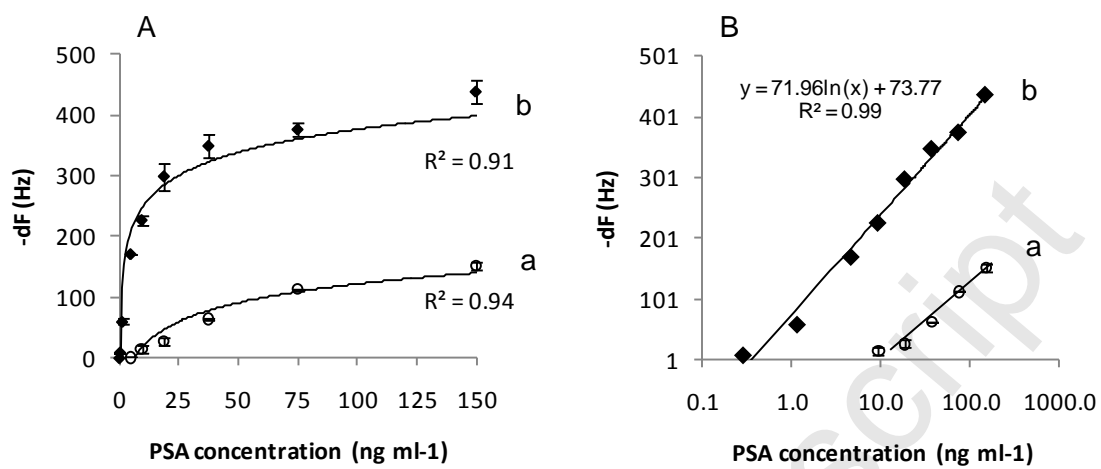 A
500
400
300
200
100
0
-dF (Hz)
b
R² = 0.91
a
R² = 0.94
0 25 50 75 100 125 150
PSA concentration (ng ml-1)
B
501
401
301
201
101
1
-dF (Hz)
y = 71.96ln(x) + 73.77
R² = 0.99
b
a
0.1 1.0 10.0 100.0 1000.0
PSA concentration (ng ml-1)
script